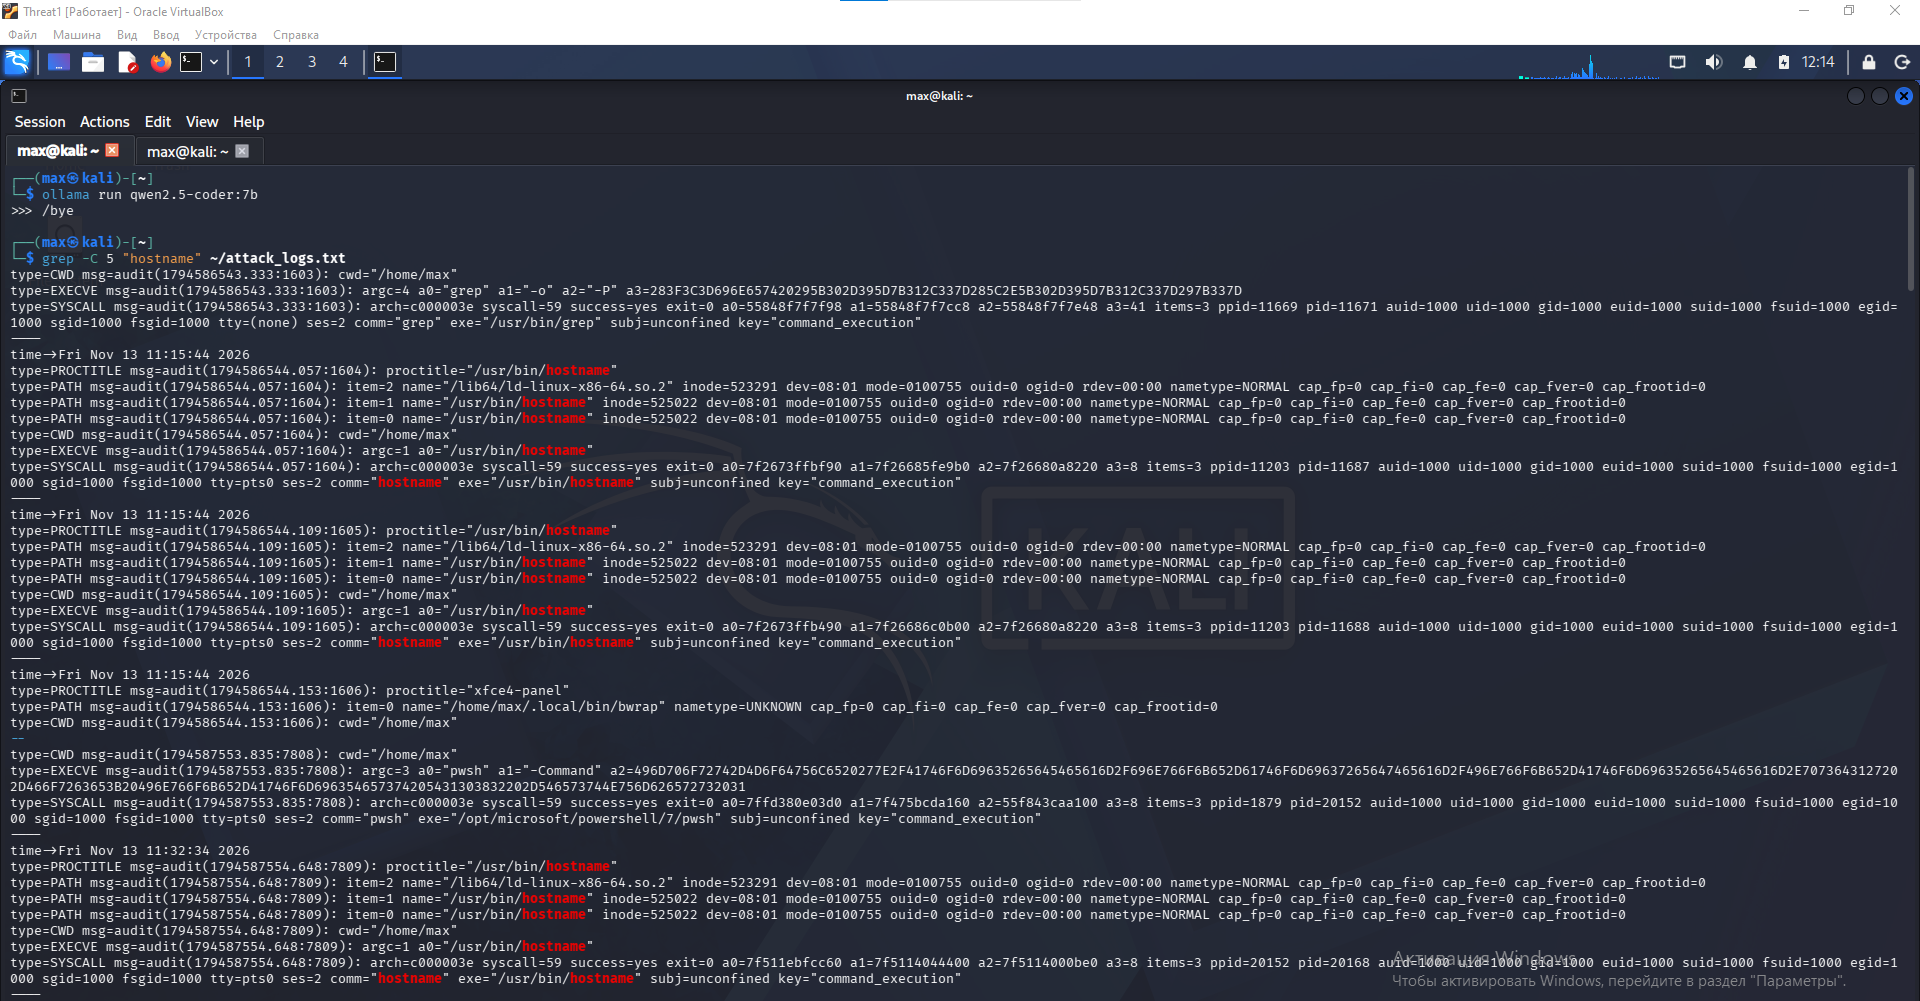 Threat1 [Работает] - Oracle VirtualBox
Файл Машина Вид Ввод Устройства Справка
1 2 3 4 12:14
max@kali: ~
Session Actions Edit View Help
max@kali: ~ max@kali: ~
┌──(max㉿kali)-[~]
└─$ ollama run qwen2.5-coder:7b
>>> /bye
┌──(max㉿kali)-[~]
└─$ grep -C 5 "hostname" ~/attack_logs.txt
type=CWD msg=audit(1794586543.333:1603): cwd="/home/max"
type=EXECVE msg=audit(1794586543.333:1603): argc=4 a0="grep" a1="-o" a2="-P" a3=283F3C3D696E657420295B302D395D7B312C337D285C2E5B302D395D7B312C337D297B337D
type=SYSCALL msg=audit(1794586543.333:1603): arch=c000003e syscall=59 success=yes exit=0 a0=55848f7f7f98 a1=55848f7f7cc8 a2=55848f7f7e48 a3=41 items=3 ppid=11669 pid=11671 auid=1000 uid=1000 gid=1000 euid=1000 suid=1000 fsuid=1000 egid=
1000 sgid=1000 fsgid=1000 tty=(none) ses=2 comm="grep" exe="/usr/bin/grep" subj=unconfined key="command_execution"
----
time→Fri Nov 13 11:15:44 2026
type=PROCTITLE msg=audit(1794586544.057:1604): proctitle="/usr/bin/hostname"
type=PATH msg=audit(1794586544.057:1604): item=2 name="/lib64/ld-linux-x86-64.so.2" inode=523291 dev=08:01 mode=0100755 ouid=0 ogid=0 rdev=00:00 nametype=NORMAL cap_fp=0 cap_fi=0 cap_fe=0 cap_fver=0 cap_frootid=0
type=PATH msg=audit(1794586544.057:1604): item=1 name="/usr/bin/hostname" inode=525022 dev=08:01 mode=0100755 ouid=0 ogid=0 rdev=00:00 nametype=NORMAL cap_fp=0 cap_fi=0 cap_fe=0 cap_fver=0 cap_frootid=0
type=PATH msg=audit(1794586544.057:1604): item=0 name="/usr/bin/hostname" inode=525022 dev=08:01 mode=0100755 ouid=0 ogid=0 rdev=00:00 nametype=NORMAL cap_fp=0 cap_fi=0 cap_fe=0 cap_fver=0 cap_frootid=0
type=CWD msg=audit(1794586544.057:1604): cwd="/home/max"
type=EXECVE msg=audit(1794586544.057:1604): argc=1 a0="/usr/bin/hostname"
type=SYSCALL msg=audit(1794586544.057:1604): arch=c000003e syscall=59 success=yes exit=0 a0=7f2673ffbf90 a1=7f26685fe9b0 a2=7f26680a8220 a3=8 items=3 ppid=11203 pid=11687 auid=1000 uid=1000 gid=1000 euid=1000 suid=1000 fsuid=1000 egid=1
000 sgid=1000 fsgid=1000 tty=pts0 ses=2 comm="hostname" exe="/usr/bin/hostname" subj=unconfined key="command_execution"
----
time→Fri Nov 13 11:15:44 2026
type=PROCTITLE msg=audit(1794586544.109:1605): proctitle="/usr/bin/hostname"
type=PATH msg=audit(1794586544.109:1605): item=2 name="/lib64/ld-linux-x86-64.so.2" inode=523291 dev=08:01 mode=0100755 ouid=0 ogid=0 rdev=00:00 nametype=NORMAL cap_fp=0 cap_fi=0 cap_fe=0 cap_fver=0 cap_frootid=0
type=PATH msg=audit(1794586544.109:1605): item=1 name="/usr/bin/hostname" inode=525022 dev=08:01 mode=0100755 ouid=0 ogid=0 rdev=00:00 nametype=NORMAL cap_fp=0 cap_fi=0 cap_fe=0 cap_fver=0 cap_frootid=0
type=PATH msg=audit(1794586544.109:1605): item=0 name="/usr/bin/hostname" inode=525022 dev=08:01 mode=0100755 ouid=0 ogid=0 rdev=00:00 nametype=NORMAL cap_fp=0 cap_fi=0 cap_fe=0 cap_fver=0 cap_frootid=0
type=CWD msg=audit(1794586544.109:1605): cwd="/home/max"
type=EXECVE msg=audit(1794586544.109:1605): argc=1 a0="/usr/bin/hostname"
type=SYSCALL msg=audit(1794586544.109:1605): arch=c000003e syscall=59 success=yes exit=0 a0=7f2673ffb490 a1=7f26686c0b00 a2=7f26680a8220 a3=8 items=3 ppid=11203 pid=11688 auid=1000 uid=1000 gid=1000 euid=1000 suid=1000 fsuid=1000 egid=1
000 sgid=1000 fsgid=1000 tty=pts0 ses=2 comm="hostname" exe="/usr/bin/hostname" subj=unconfined key="command_execution"
----
time→Fri Nov 13 11:15:44 2026
type=PROCTITLE msg=audit(1794586544.153:1606): proctitle="xfce4-panel"
type=PATH msg=audit(1794586544.153:1606): item=0 name="/home/max/.local/bin/bwrap" nametype=UNKNOWN cap_fp=0 cap_fi=0 cap_fe=0 cap_fver=0 cap_frootid=0
type=CWD msg=audit(1794586544.153:1606): cwd="/home/max"
--
type=CWD msg=audit(1794587553.835:7808): cwd="/home/max"
type=EXECVE msg=audit(1794587553.835:7808): argc=3 a0="pwsh" a1="-Command" a2=496D706F72742D4D6F64756C6520277E2F41746F6D69635265645465616D2F696E766F6B652D61746F6D69637265647465616D2F496E766F6B652D41746F6D69635265645465616D2E707364312720
2D466F7263653B20496E766F6B652D41746F6D6963546573742054313038322 02D546573744E756D626572732031
type=SYSCALL msg=audit(1794587553.835:7808): arch=c000003e syscall=59 success=yes exit=0 a0=7ffd380e03d0 a1=7f475bcda160 a2=55f843caa100 a3=8 items=3 ppid=1879 pid=20152 auid=1000 uid=1000 gid=1000 euid=1000 suid=1000 fsuid=1000 egid=10
00 sgid=1000 fsgid=1000 tty=pts0 ses=2 comm="pwsh" exe="/opt/microsoft/powershell/7/pwsh" subj=unconfined key="command_execution"
----
time→Fri Nov 13 11:32:34 2026
type=PROCTITLE msg=audit(1794587554.648:7809): proctitle="/usr/bin/hostname"
type=PATH msg=audit(1794587554.648:7809): item=2 name="/lib64/ld-linux-x86-64.so.2" inode=523291 dev=08:01 mode=0100755 ouid=0 ogid=0 rdev=00:00 nametype=NORMAL cap_fp=0 cap_fi=0 cap_fe=0 cap_fver=0 cap_frootid=0
type=PATH msg=audit(1794587554.648:7809): item=1 name="/usr/bin/hostname" inode=525022 dev=08:01 mode=0100755 ouid=0 ogid=0 rdev=00:00 nametype=NORMAL cap_fp=0 cap_fi=0 cap_fe=0 cap_fver=0 cap_frootid=0
type=PATH msg=audit(1794587554.648:7809): item=0 name="/usr/bin/hostname" inode=525022 dev=08:01 mode=0100755 ouid=0 ogid=0 rdev=00:00 nametype=NORMAL cap_fp=0 cap_fi=0 cap_fe=0 cap_fver=0 cap_frootid=0
type=CWD msg=audit(1794587554.648:7809): cwd="/home/max"
type=EXECVE msg=audit(1794587554.648:7809): argc=1 a0="/usr/bin/hostname"
type=SYSCALL msg=audit(1794587554.648:7809): arch=c000003e syscall=59 success=yes exit=0 a0=7f511ebfcc60 a1=7f5114044400 a2=7f5114000be0 a3=8 items=3 ppid=20152 pid=20168 auid=1000 uid=1000 gid=1000 euid=1000 suid=1000 fsuid=1000 egid=1
000 sgid=1000 fsgid=1000 tty=pts0 ses=2 comm="hostname" exe="/usr/bin/hostname" subj=unconfined key="command_execution"
----
KALI
Активация Windows
Чтобы активировать Windows, перейдите в раздел "Параметры".